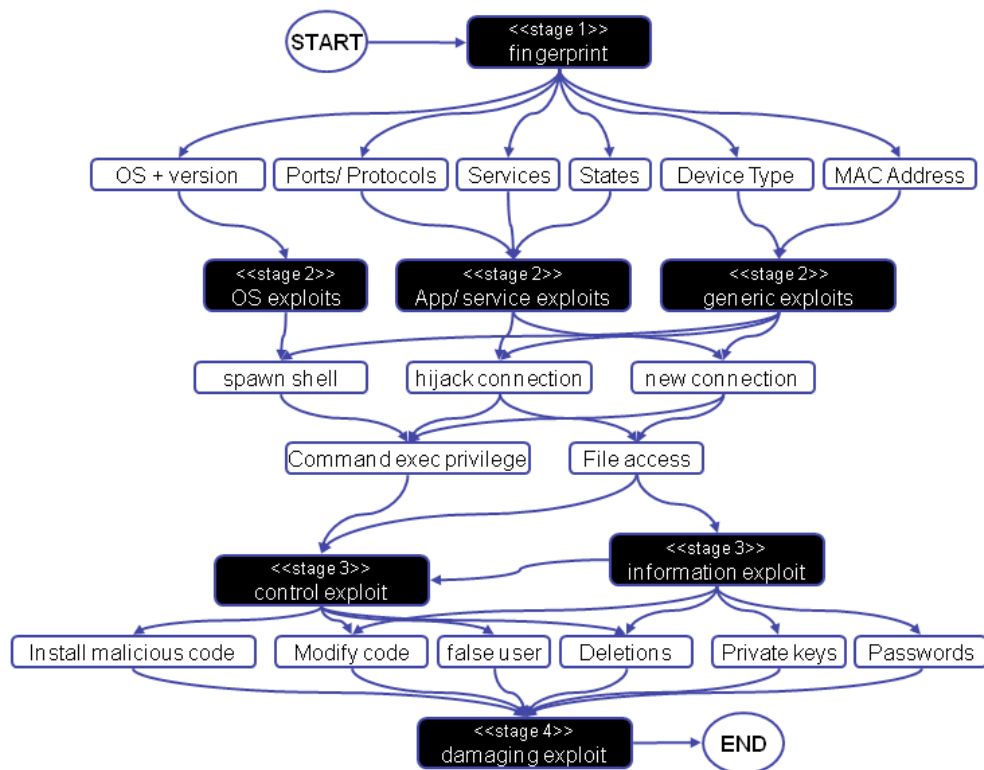 START
<<stage 1>>
fingerprint
OS + version
Ports/ Protocols
Services
States
Device Type
MAC Address
<<stage 2>>
OS exploits
<<stage 2>>
App/ service exploits
<<stage 2>>
generic exploits
spawn shell
hijack connection
new connection
Command exec privilege
File access
<<stage 3>>
control exploit
<<stage 3>>
information exploit
Install malicious code
Modify code
false user
Deletions
Private keys
Passwords
<<stage 4>>
damaging exploit
END